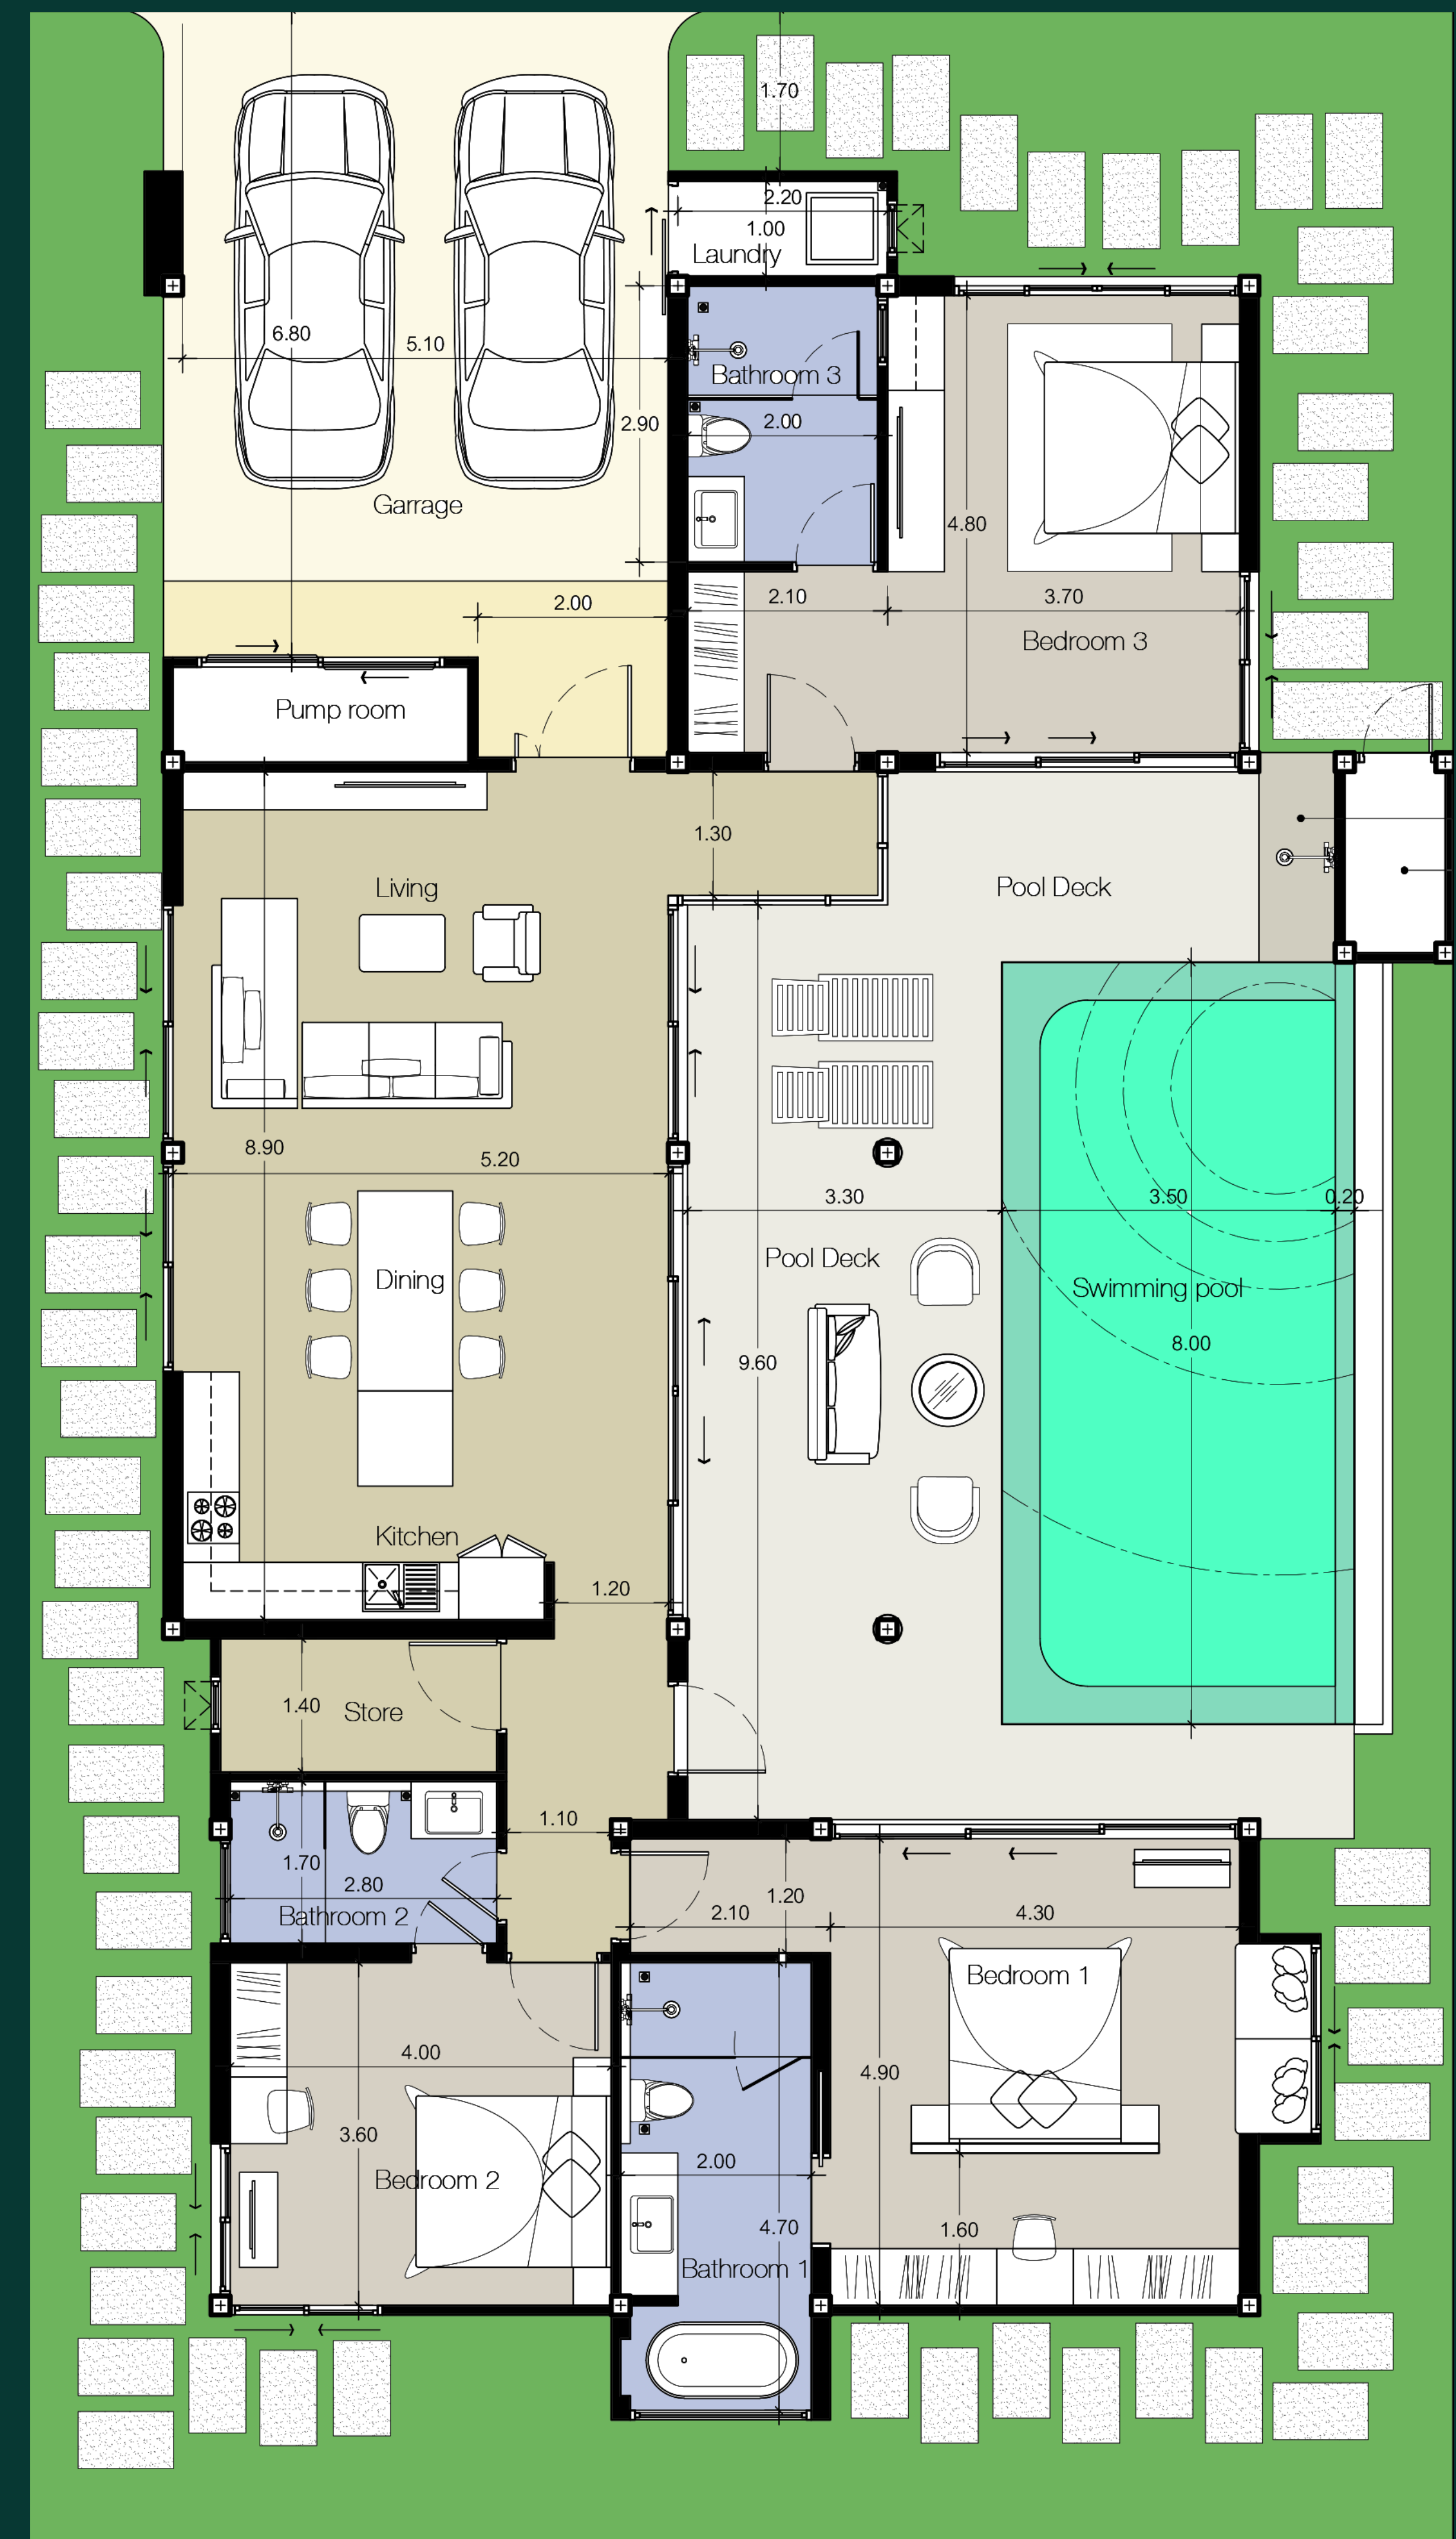 1.70
2.20
1.00
Laundry
6.80
5.10
Bathroom 3
2.90
2.00
Garrage
4.80
2.00
2.10
3.70
Bedroom 3
Pump room
1.30
Living
Pool Deck
8.90
5.20
3.30
3.50
0.20
Pool Deck
Dining
Swimming pool
8.00
9.60
Kitchen
1.20
1.40
Store
1.10
1.70
2.80
Bathroom 2
1.20
2.10
4.30
Bedroom 1
4.00
4.90
3.60
2.00
Bedroom 2
4.70
1.60
Bathroom 1